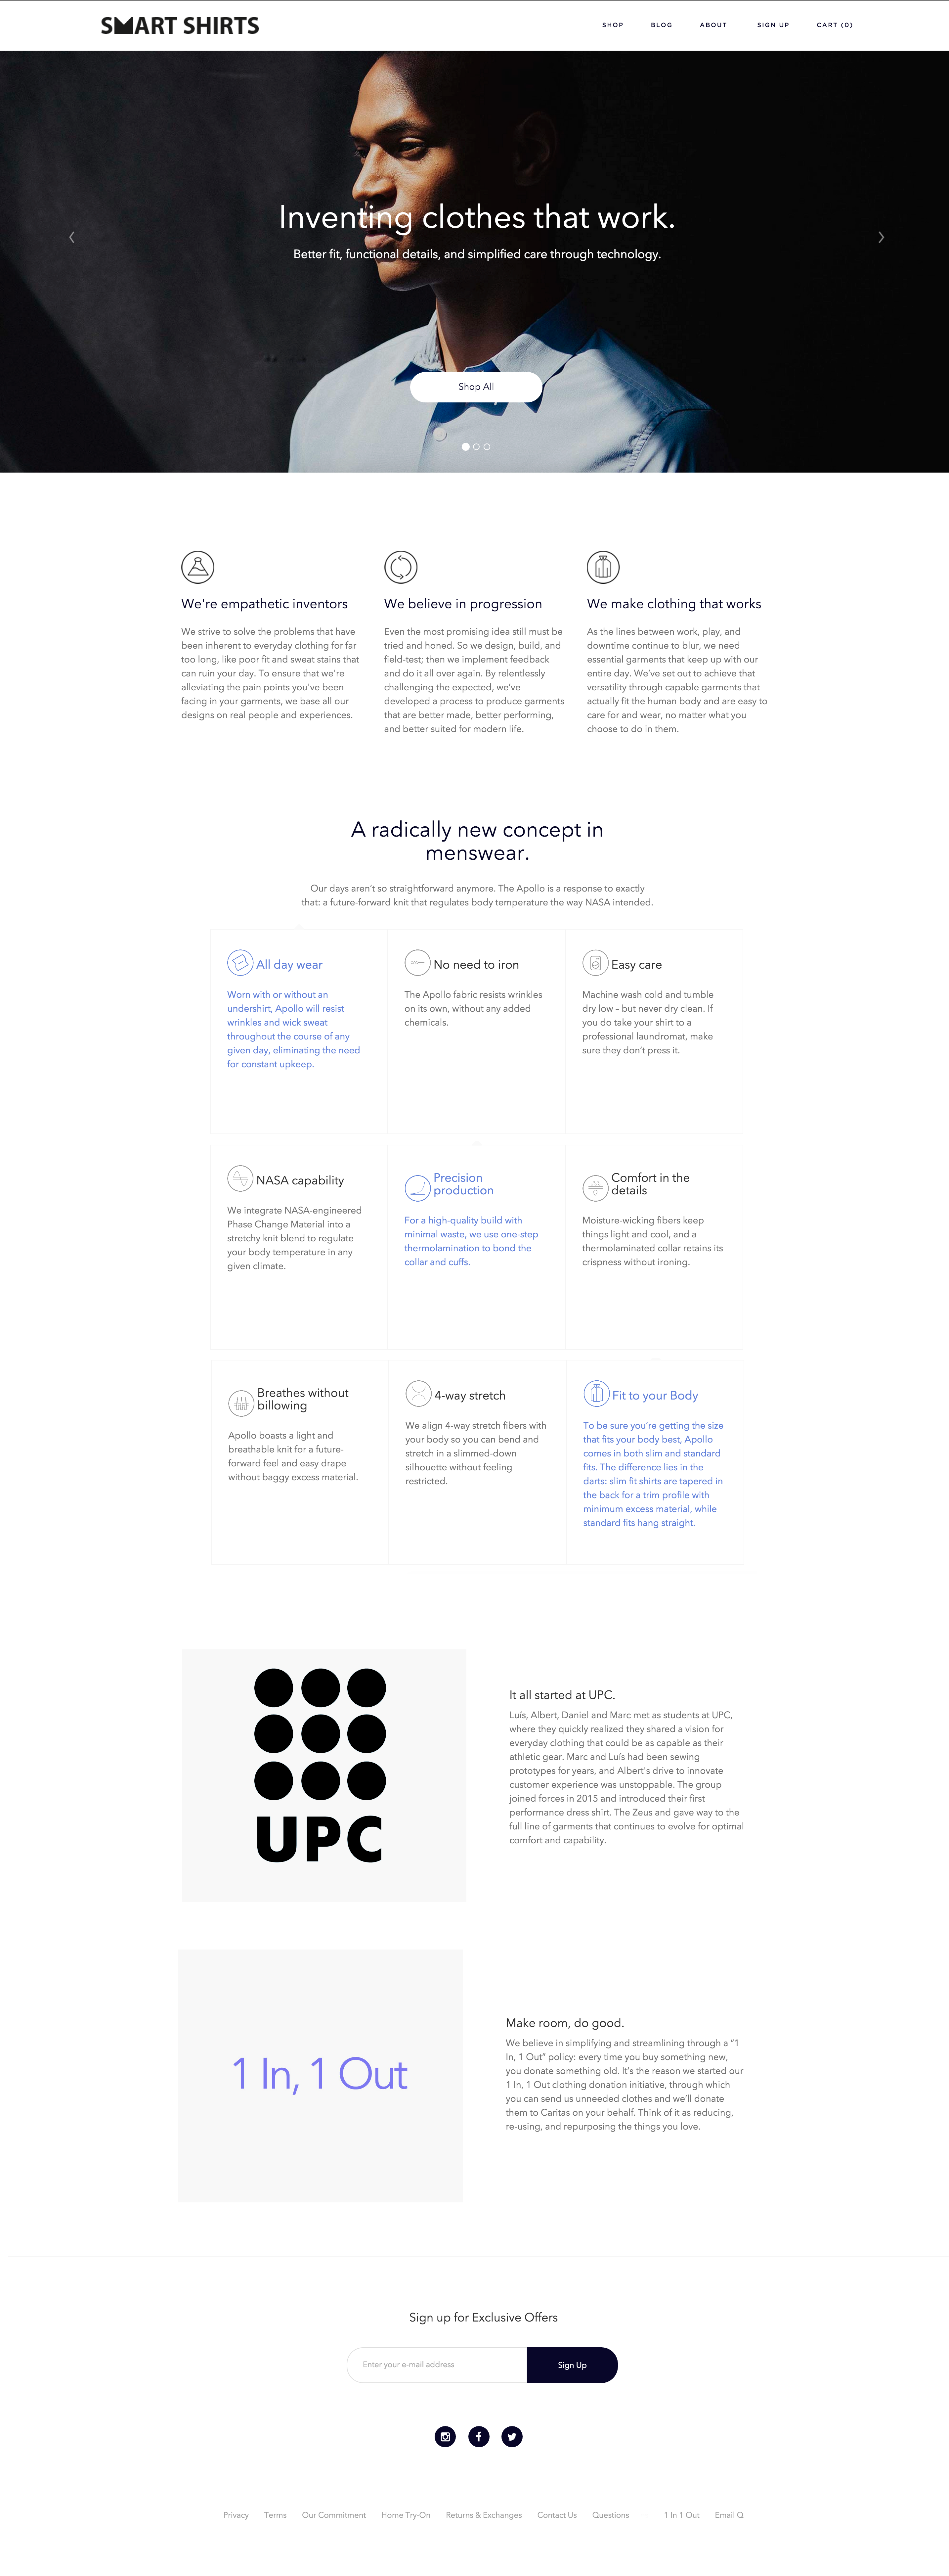 SMART SHIRTS
SHOP BLOG ABOUT SIGN UP CART (0)
Inventing clothes that work.
Better fit, functional details, and simplified care through technology.
Shop All
We're empathetic inventors
We strive to solve the problems that have
been inherent to everyday clothing for far
too long, like poor fit and sweat stains that
can ruin your day. To ensure that we're
alleviating the pain points you've been
facing in your garments, we base all our
designs on real people and experiences.
We believe in progression
Even the most promising idea still must be
tried and honed. So we design, build, and
field-test; then we implement feedback
and do it all over again. By relentlessly
challenging the expected, we've
developed a process to produce garments
that are better made, better performing,
and better suited for modern life.
We make clothing that works
As the lines between work, play, and
downtime continue to blur, we need
essential garments that keep up with our
entire day. We've set out to achieve that
versatility through capable garments that
actually fit the human body and are easy to
care for and wear, no matter what you
choose to do in them.
A radically new concept in
menswear.
Our days aren't so straightforward anymore. The Apollo is a response to exactly
that: a future-forward knit that regulates body temperature the way NASA intended.
All day wear
Worn with or without an
undershirt, Apollo will resist
wrinkles and wick sweat
throughout the course of any
given day, eliminating the need
for constant upkeep.
No need to iron
The Apollo fabric resists wrinkles
on its own, without any added
chemicals.
Easy care
Machine wash cold and tumble
dry low – but never dry clean. If
you do take your shirt to a
professional laundromat, make
sure they don't press it.
NASA capability
We integrate NASA-engineered
Phase Change Material into a
stretchy knit blend to regulate
your body temperature in any
given climate.
Precision
production
For a high-quality build with
minimal waste, we use one-step
thermolamination to bond the
collar and cuffs.
Comfort in the
details
Moisture-wicking fibers keep
things light and cool, and a
thermolaminated collar retains its
crispness without ironing.
Breathes without
billowing
Apollo boasts a light and
breathable knit for a future-
forward feel and easy drape
without baggy excess material.
4-way stretch
We align 4-way stretch fibers with
your body so you can bend and
stretch in a slimmed-down
silhouette without feeling
restricted.
Fit to your Body
To be sure you're getting the size
that fits your body best, Apollo
comes in both slim and standard
fits. The difference lies in the
darts: slim fit shirts are tapered in
the back for a trim profile with
minimum excess material, while
standard fits hang straight.
UPC
It all started at UPC.
Luís, Albert, Daniel and Marc met as students at UPC,
where they quickly realized they shared a vision for
everyday clothing that could be as capable as their
athletic gear. Marc and Luís had been sewing
prototypes for years, and Albert's drive to innovate
customer experience was unstoppable. The group
joined forces in 2015 and introduced their first
performance dress shirt. The Zeus and gave way to the
full line of garments that continues to evolve for optimal
comfort and capability.
1 In, 1 Out
Make room, do good.
We believe in simplifying and streamlining through a "1
In, 1 Out" policy: every time you buy something new,
you donate something old. It's the reason we started our
1 In, 1 Out clothing donation initiative, through which
you can send us unneeded clothes and we'll donate
them to Caritas on your behalf. Think of it as reducing,
re-using, and repurposing the things you love.
Sign up for Exclusive Offers
Enter your e-mail address
Sign Up
Privacy Terms Our Commitment Home Try-On Returns & Exchanges Contact Us Questions 1 In 1 Out Email Q